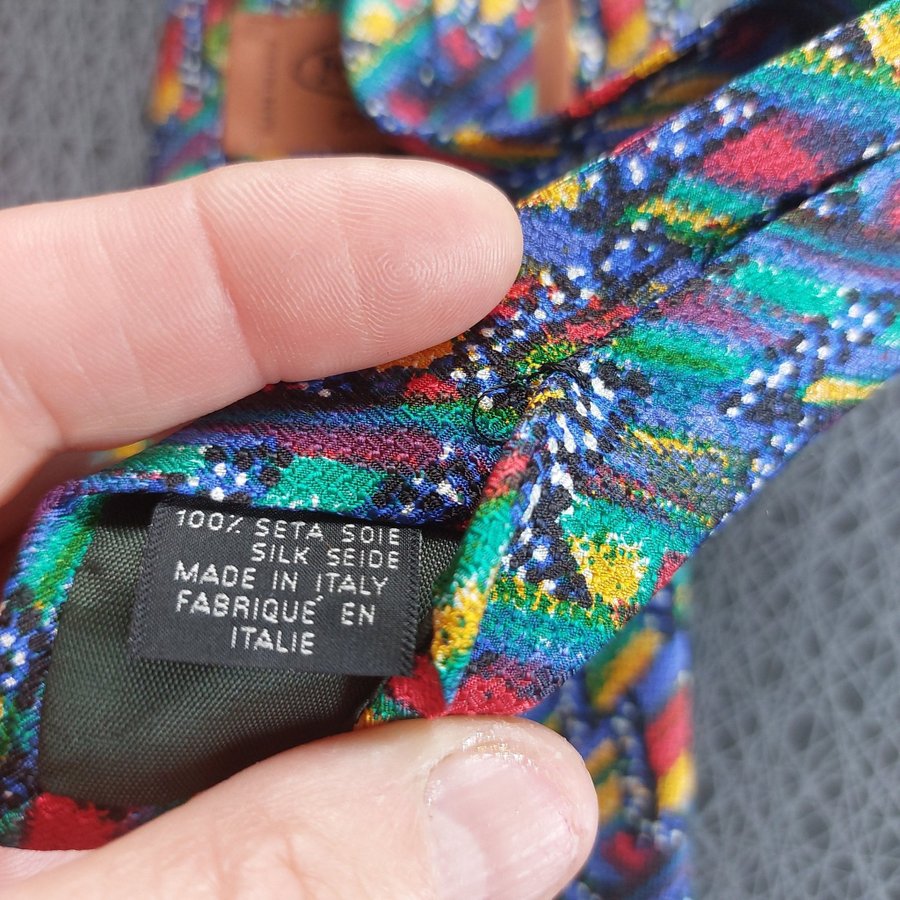 100% SETA SOIE
SILK SEIDE
MADE IN ITALY
FABRIQUÉ EN
ITALIE